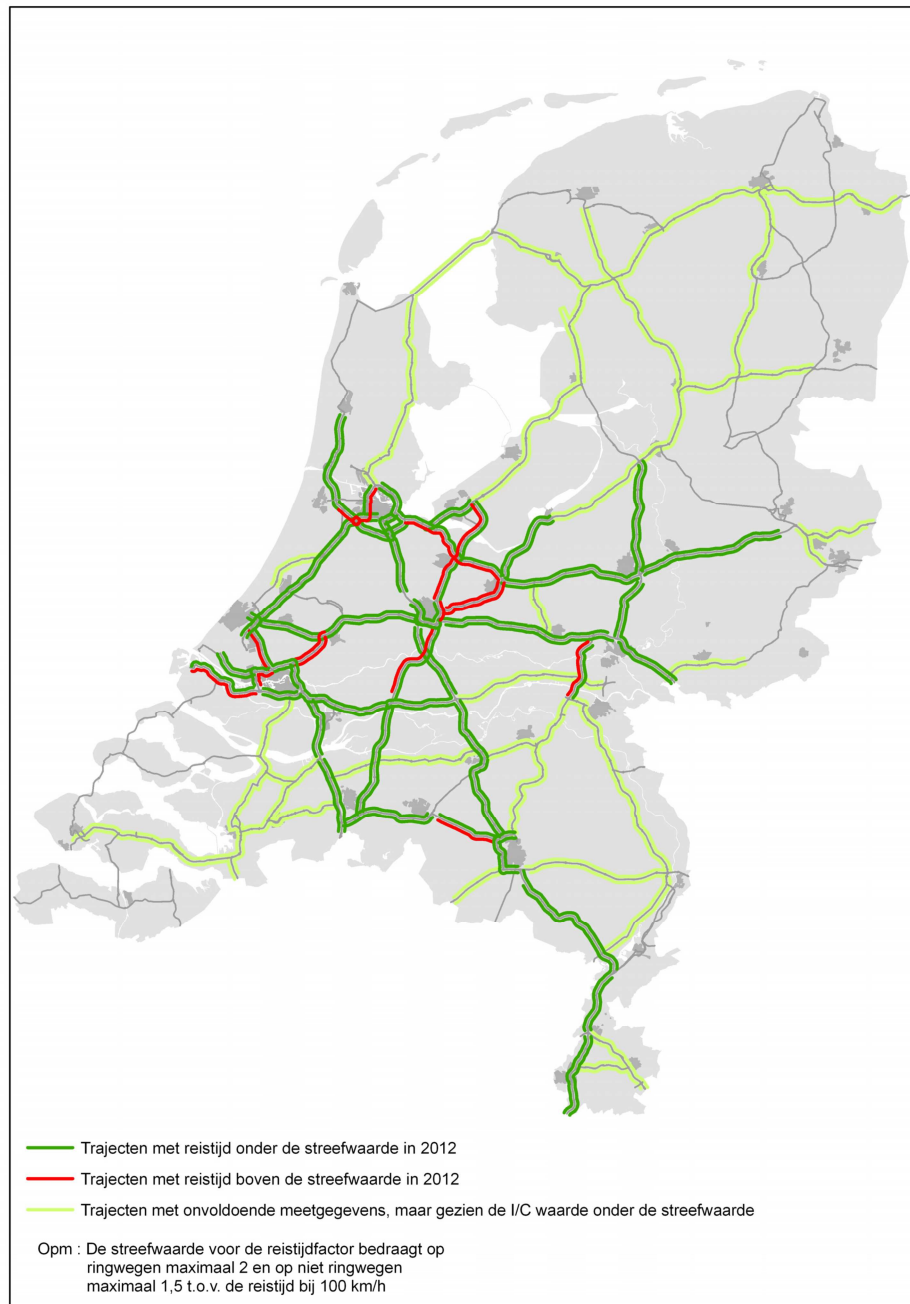 Trajecten met reistijd onder de streefwaarde in 2012
Trajecten met reistijd boven de streefwaarde in 2012
Trajecten met onvoldoende meetgegevens, maar gezien de I/C waarde onder de streefwaarde
Opm : De streefwaarde voor de reistijdfactor bedraagt op
ringwegen maximaal 2 en op niet ringwegen
maximaal 1,5 t.o.v. de reistijd bij 100 km/h